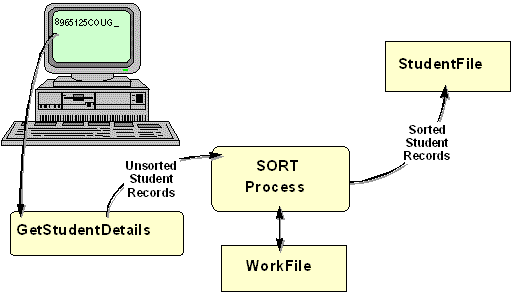 8965125COUG_
StudentFile
Sorted
Student
Records
Unsorted
Student
Records
SORT
Process
GetStudentDetails
WorkFile